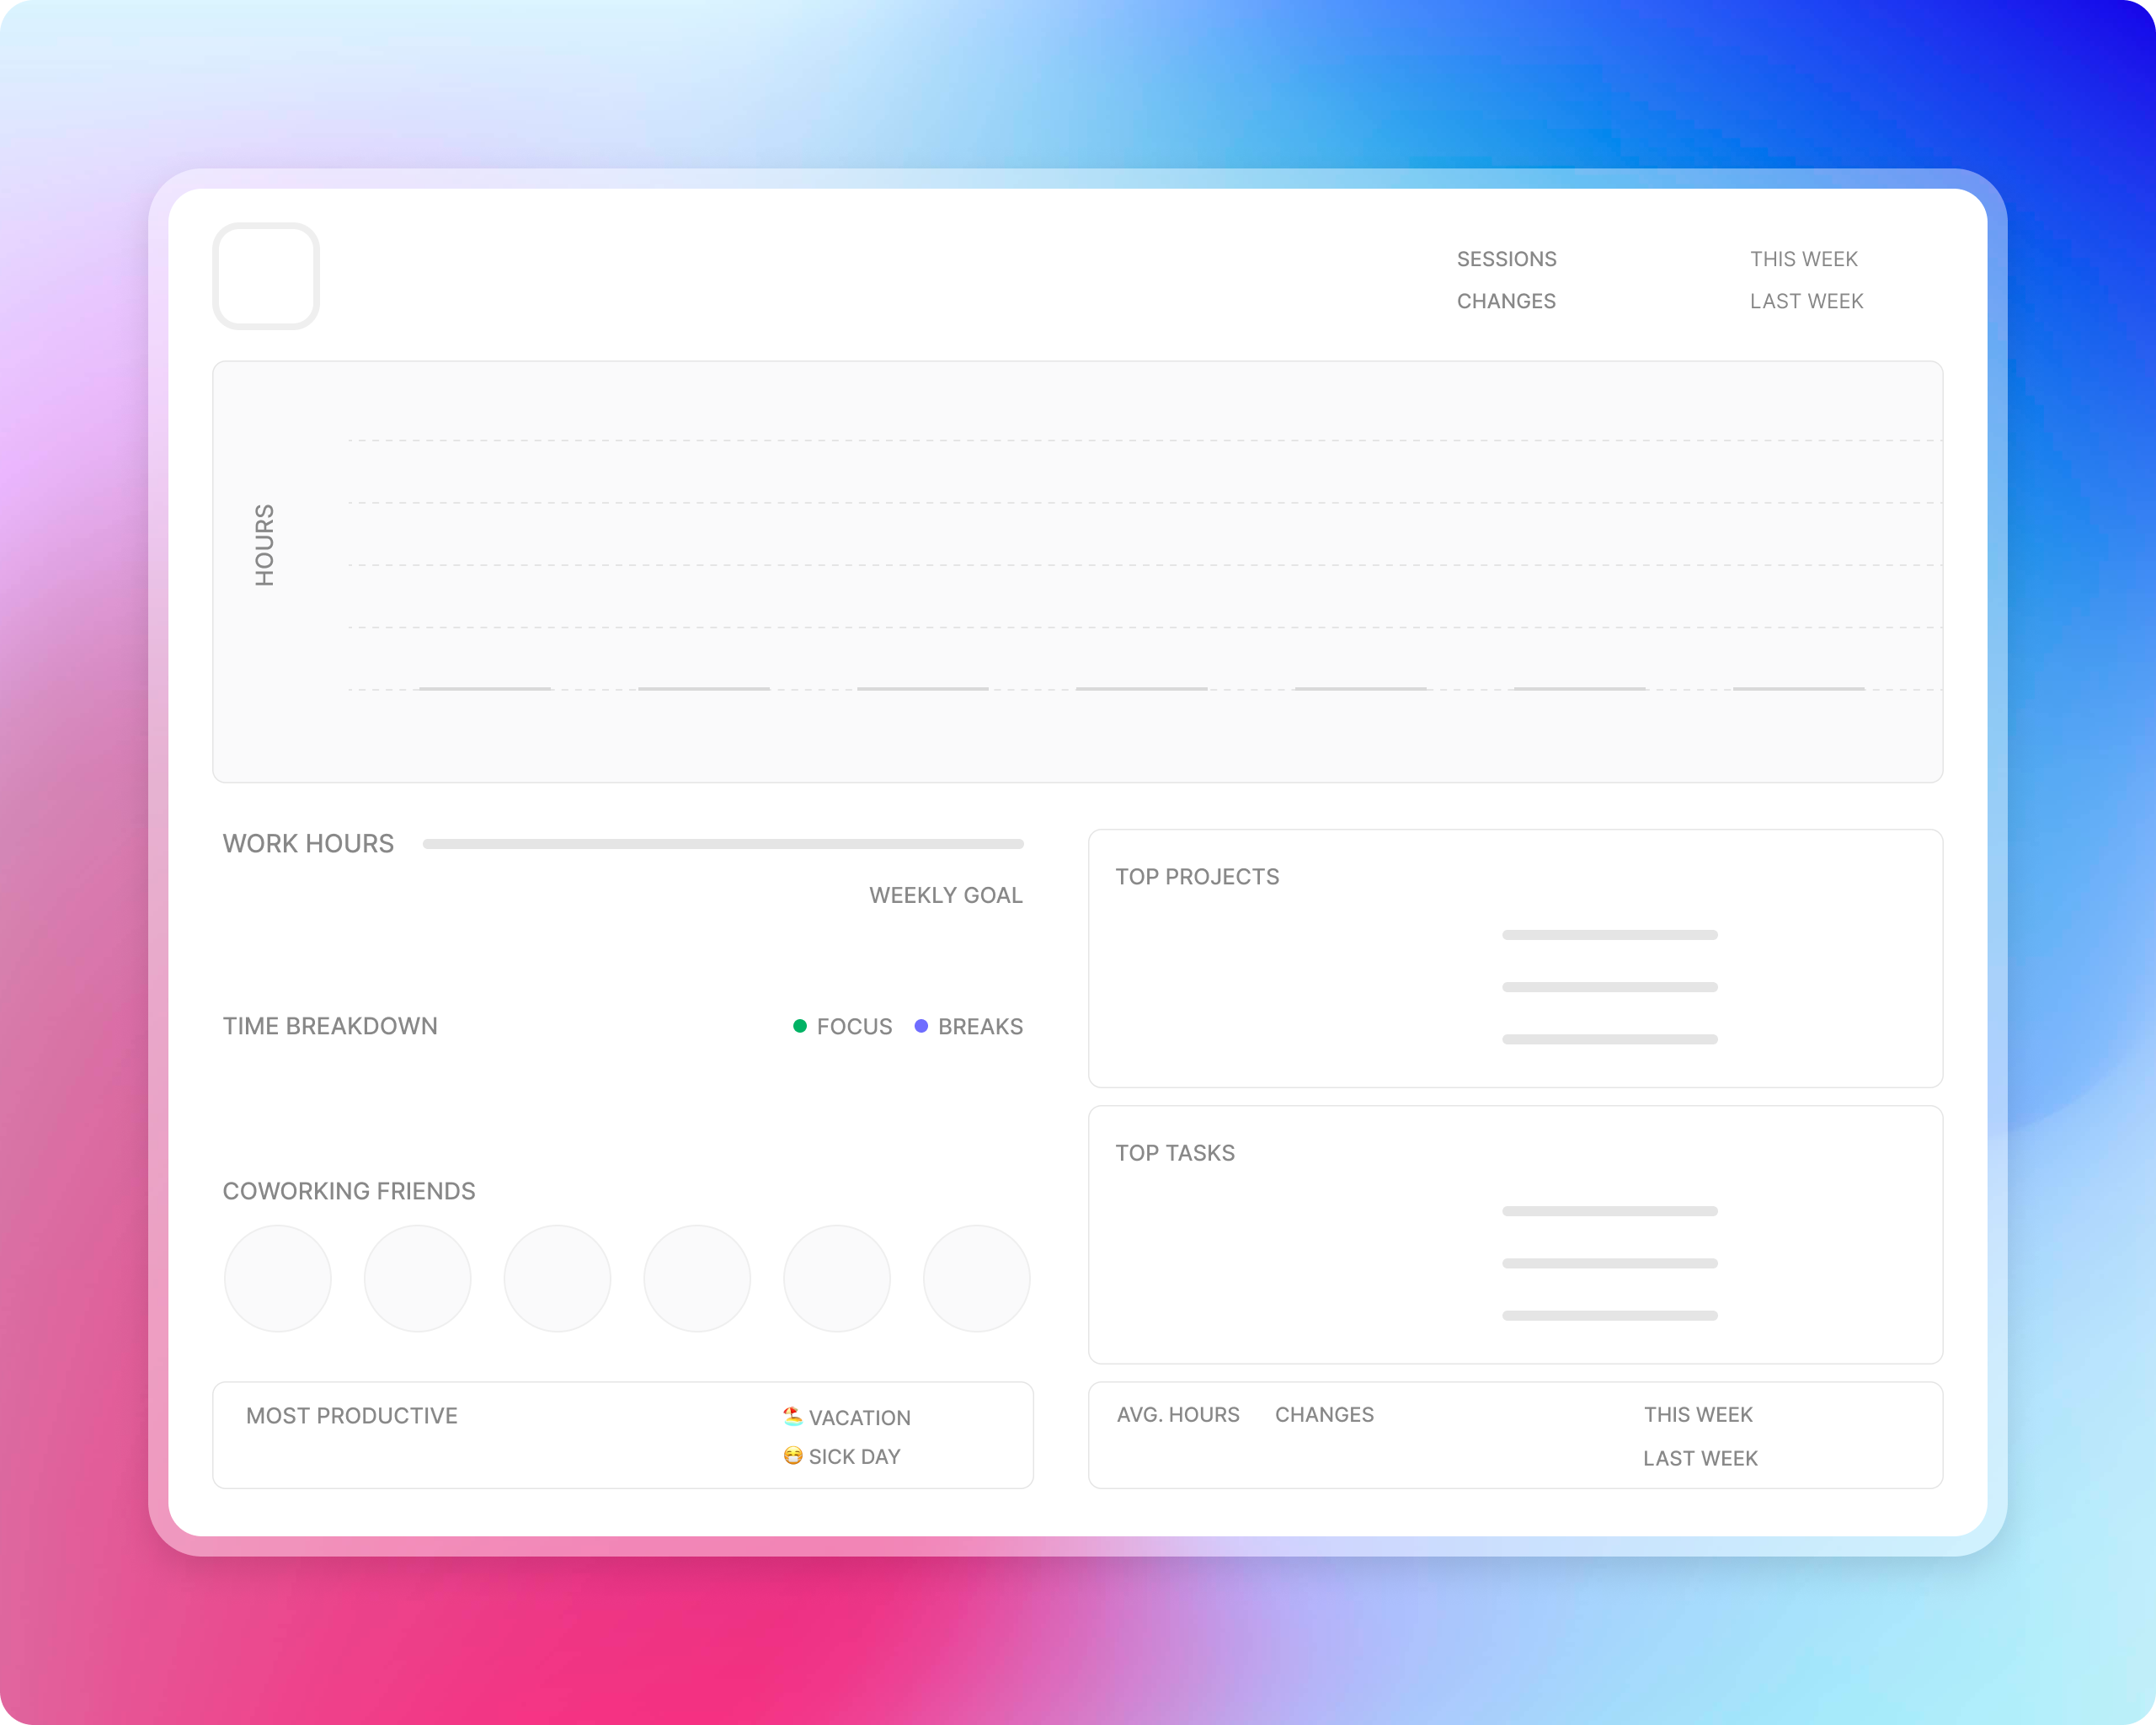 SESSIONS
THIS WEEK
CHANGES
LAST WEEK
HOURS
WORK HOURS
WEEKLY GOAL
TIME BREAKDOWN
FOCUS
BREAKS
COWORKING FRIENDS
MOST PRODUCTIVE
🏖️ VACATION
😷 SICK DAY
TOP PROJECTS
TOP TASKS
AVG. HOURS
CHANGES
THIS WEEK
LAST WEEK